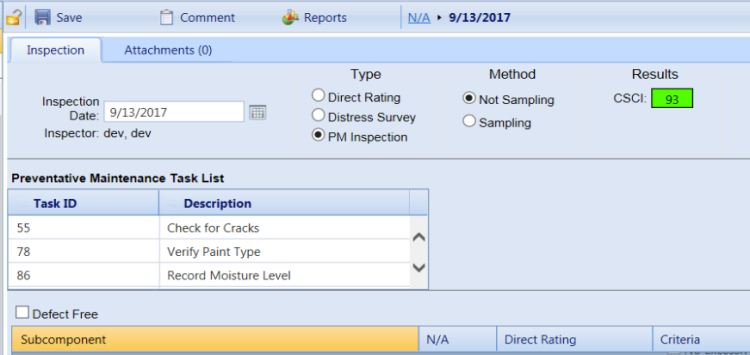 Save Comment Reports N/A ▸ 9/13/2017
Inspection Attachments (0)
Type Method Results
Direct Rating Not Sampling CSCI: 93
Inspection
Date: 9/13/2017
Distress Survey Sampling
Inspector: dev, dev PM Inspection
Preventative Maintenance Task List
Task ID Description
55 Check for Cracks
78 Verify Paint Type
86 Record Moisture Level
Defect Free
Subcomponent N/A Direct Rating Criteria